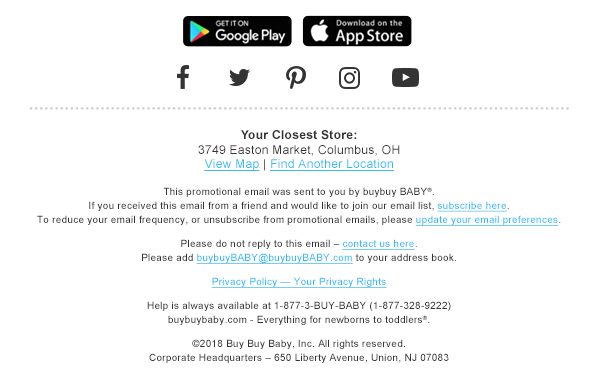 GET IT ON
Google Play
Download on the
App Store
Your Closest Store:
3749 Easton Market, Columbus, OH
View Map | Find Another Location
This promotional email was sent to you by buybuy BABY®.
If you received this email from a friend and would like to join our email list, subscribe here.
To reduce your email frequency, or unsubscribe from promotional emails, please update your email preferences.
Please do not reply to this email – contact us here.
Please add buybuyBABY@buybuyBABY.com to your address book.
Privacy Policy — Your Privacy Rights
Help is always available at 1-877-3-BUY-BABY (1-877-328-9222)
buybuybaby.com - Everything for newborns to toddlers®.
©2018 Buy Buy Baby, Inc. All rights reserved.
Corporate Headquarters – 650 Liberty Avenue, Union, NJ 07083